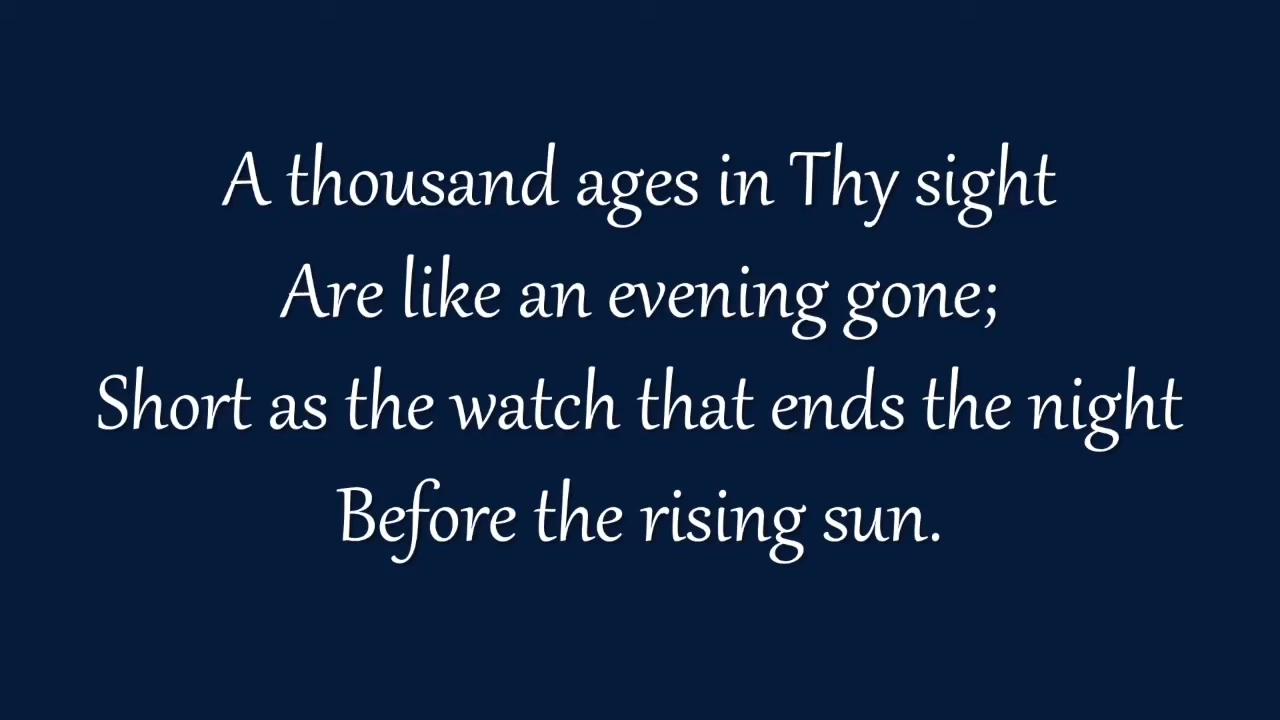 A thousand ages in Thy sight
Are like an evening gone;
Short as the watch that ends the night
Before the rising sun.